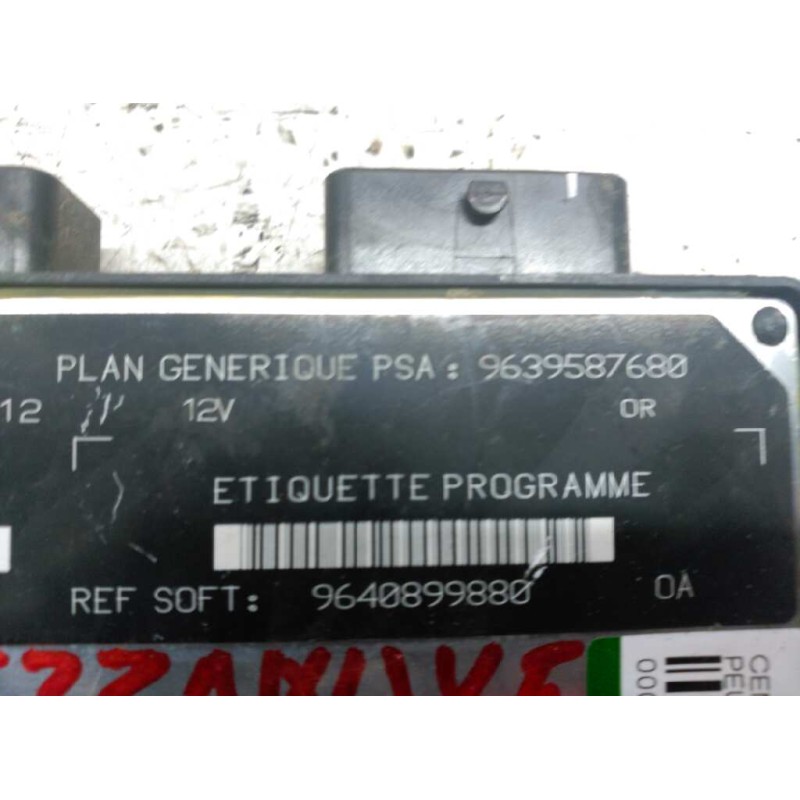 PLAN GENERIQUE PSA: 9639587680
12 12V OR
ETIQUETTE PROGRAMME
REF SOFT: 9640899880 OA